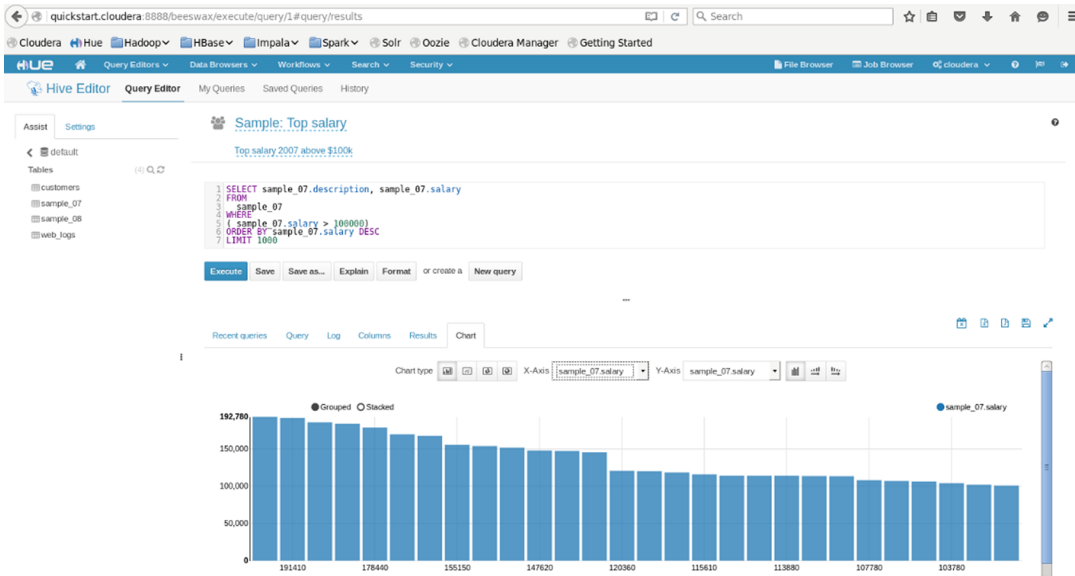 quickstart.cloudera:8888/beeswax/execute/query/1#query/results Search
Cloudera Hue Hadoop HBase Impala Spark Solr Oozie Cloudera Manager Getting Started
HUE Query Editors Data Browsers Workflows Search Security File Browser Job Browser cloudera
Hive Editor Query Editor My Queries Saved Queries History
Assist Settings
default
Tables (4)
customers
sample_07
sample_08
web_logs
Sample: Top salary
Top salary 2007 above $100k
1 SELECT sample_07.description, sample_07.salary
2 FROM
3 sample_07
4 WHERE
5 ( sample_07.salary > 100000)
6 ORDER BY sample_07.salary DESC
7 LIMIT 1000
Execute Save Save as... Explain Format or create a New query
...
Recent queries Query Log Columns Results Chart
Chart type X-Axis sample_07.salary Y-Axis sample_07.salary
Grouped Stacked sample_07.salary
192,780
150,000
100,000
50,000
0
191410 178440 155150 147620 120360 115610 113880 107780 103780